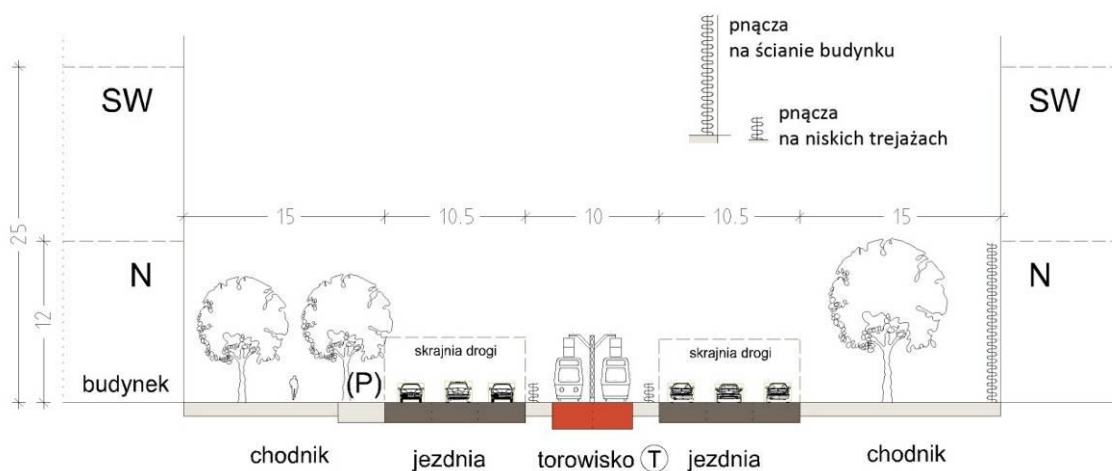 pnącza
na ścianie budynku
SW
SW
pnącza
na niskich trejażach
25
15
10.5
10
10.5
15
N
N
12
skrajnia drogi
skrajnia drogi
budynek
(P)
chodnik
jezdnia
torowisko T
jezdnia
chodnik